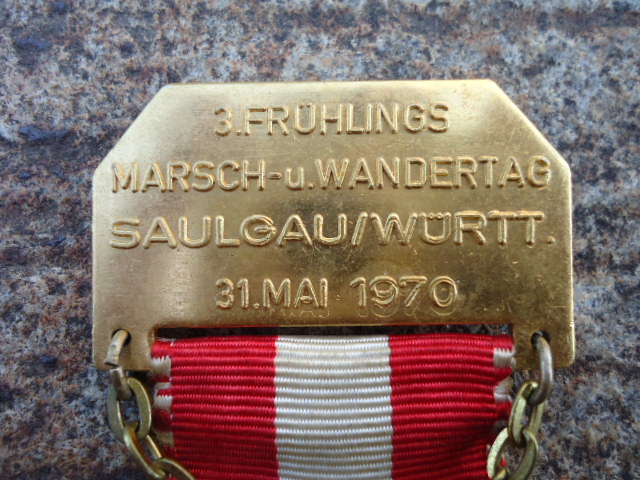 3.FRÜHLINGS
MARSCH-u.WANDERTAG
SAULGAU/WÜRTT.
31.MAI 1970